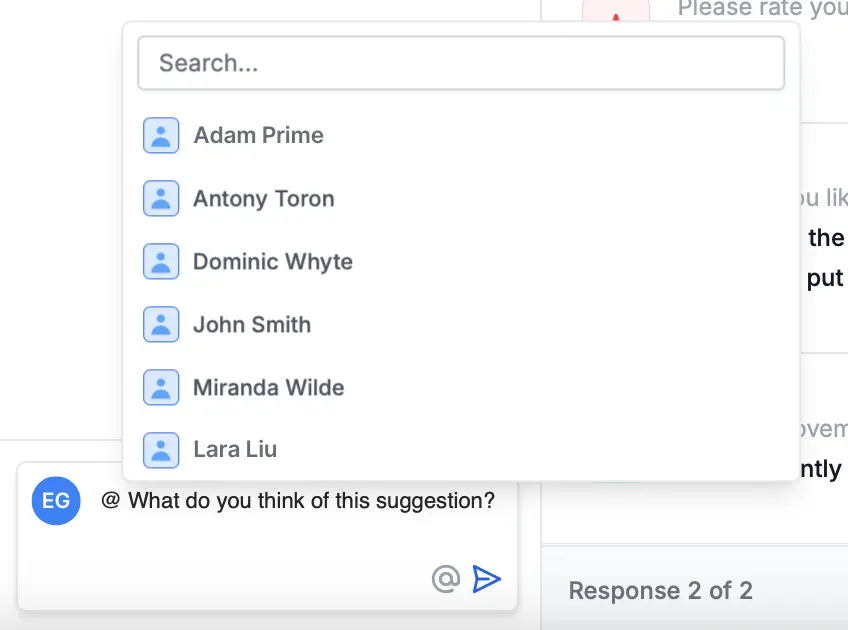 Please rate you
Search...
Adam Prime
Antony Toron
ou lik
the
Dominic Whyte
put
John Smith
Miranda Wilde
ovem
Lara Liu
ntly
EG
@ What do you think of this suggestion?
@
Response 2 of 2